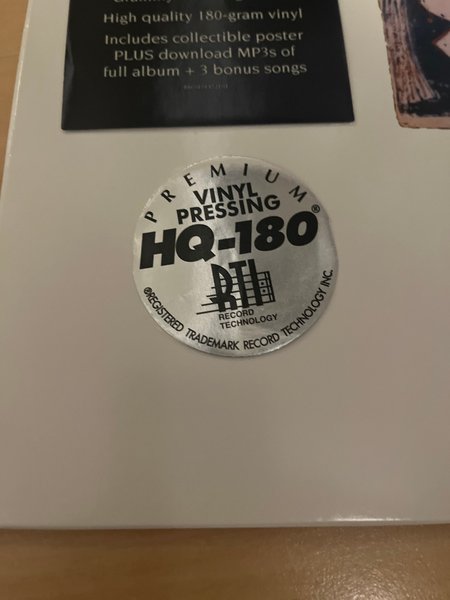 High quality 180-gram vinyl
Includes collectible poster
PLUS download MP3s of
full album + 3 bonus songs
PREMIUM
VINYL
PRESSING
HQ-180®
RTI
RECORD
TECHNOLOGY
®REGISTERED TRADEMARK RECORD TECHNOLOGY INC.